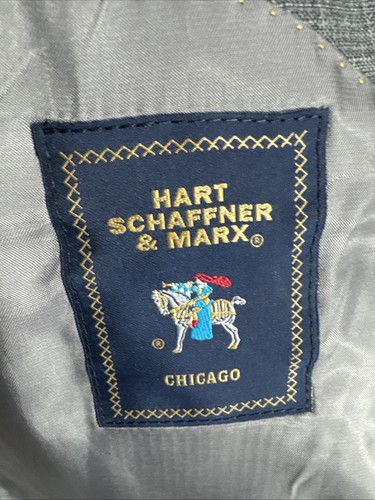 HART
SCHAFFNER
& MARX®
®
CHICAGO